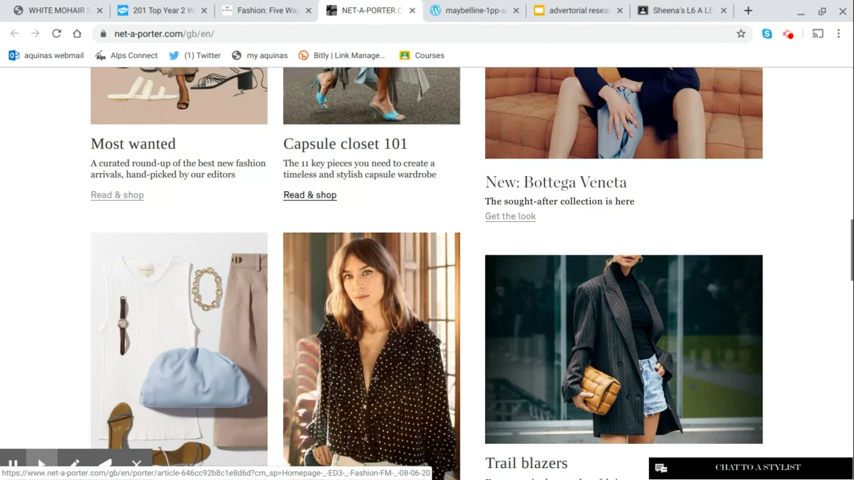 WHITE MOHAIR S
201 Top Year 2 W
Fashion: Five Wa
NET-A-PORTER.C
maybelline-1pp-a
advertorial resea
Sheena's L6 A LE
net-a-porter.com/gb/en/
aquinas webmail
Alps Connect
(1) Twitter
my aquinas
Bitly | Link Manage...
Courses
Most wanted
A curated round-up of the best new fashion
arrivals, hand-picked by our editors
Read & shop
Capsule closet 101
The 11 key pieces you need to create a
timeless and stylish capsule wardrobe
Read & shop
New: Bottega Veneta
The sought-after collection is here
Get the look
Trail blazers
CHAT TO A STYLIST
https://www.net-a-porter.com/gb/en/porter/article-646cc92b8c1e8d6d?cm_sp=Homepage-_-ED3-_-Fashion-FM-_-08-06-20